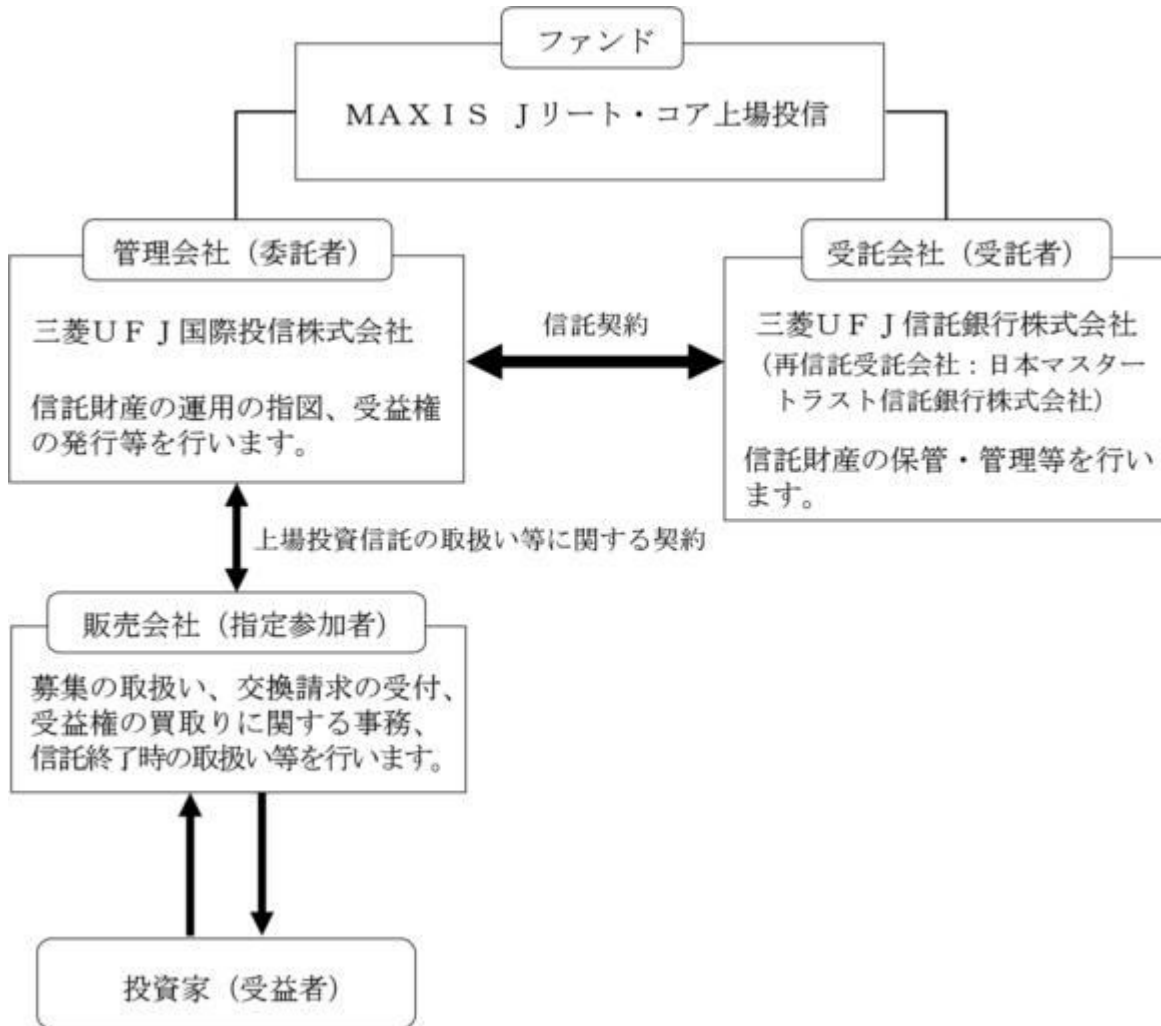 ファンド
ＭＡＸＩＳ Ｊリート・コア上場投信
管理会社（委託者）
三菱ＵＦＪ国際投信株式会社
信託財産の運用の指図、受益権
の発行等を行います。
信託契約
受託会社（受託者）
三菱ＵＦＪ信託銀行株式会社
（再信託受託会社：日本マスター
トラスト信託銀行株式会社）
信託財産の保管・管理等を行い
ます。
上場投資信託の取扱い等に関する契約
販売会社（指定参加者）
募集の取扱い、交換請求の受付、
受益権の買取りに関する事務、
信託終了時の取扱い等を行います。
投資家（受益者）